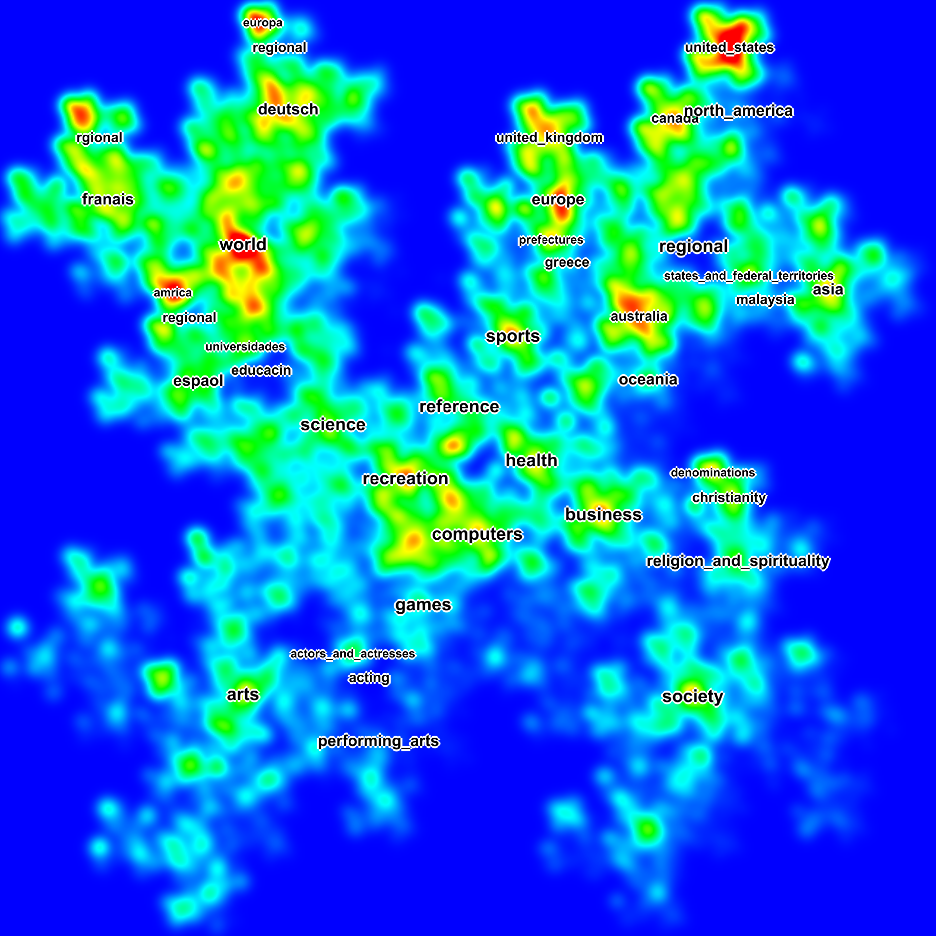 europa
regional
united_states
deutsch
north_america
canada
rgional
united_kingdom
franais
europe
prefectures
world
regional
greece
states_and_federal_territories
amrica
asia
malaysia
regional
australia
sports
universidades
educacin
espaol
oceania
reference
science
health
denominations
recreation
christianity
business
computers
religion_and_spirituality
games
actors_and_actresses
acting
arts
society
performing_arts